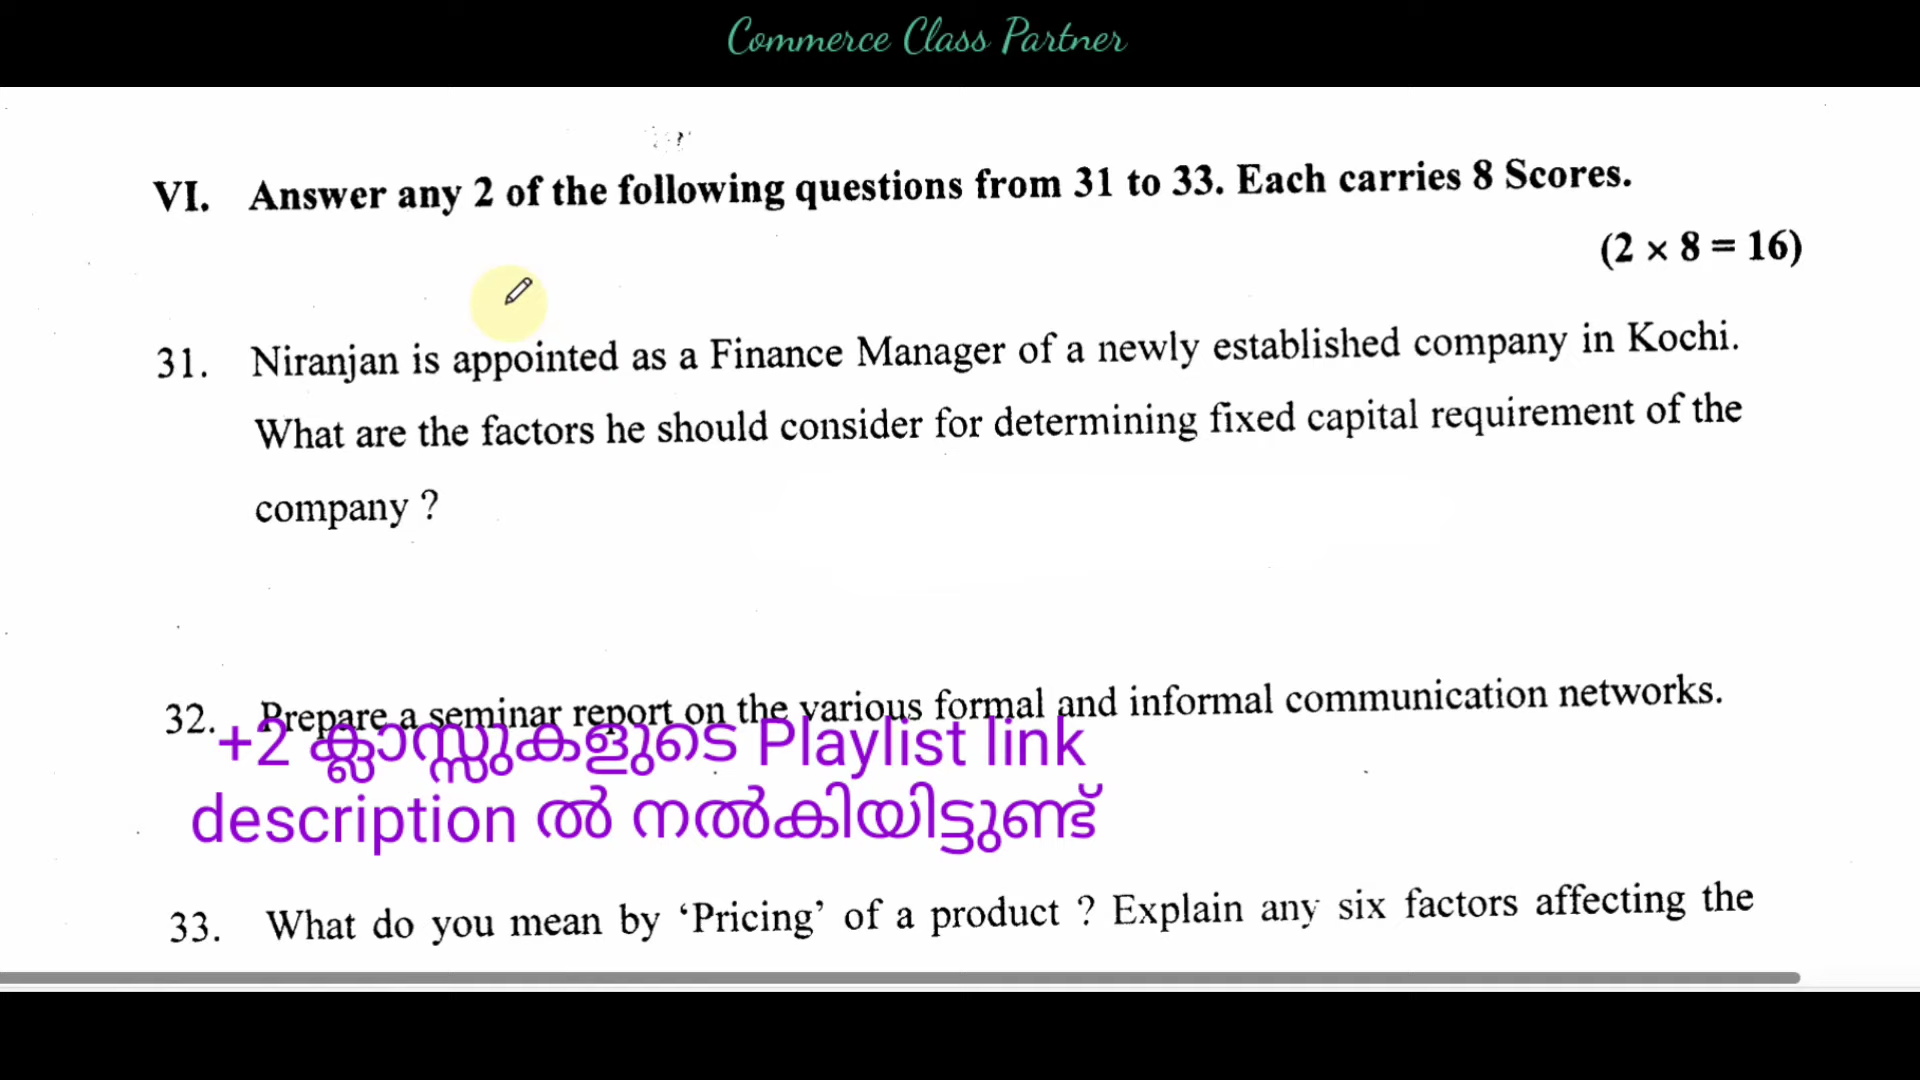 Commerce Class Partner
VI. Answer any 2 of the following questions from 31 to 33. Each carries 8 Scores.
(2 × 8 = 16)
31. Niranjan is appointed as a Finance Manager of a newly established company in Kochi.
What are the factors he should consider for determining fixed capital requirement of the
company ?
32. Prepare a seminar report on the various formal and informal communication networks.
+2 ക്ലാസ്സുകളുടെ Playlist link
description ൽ നൽകിയിട്ടുണ്ട്
33. What do you mean by ‘Pricing’ of a product ? Explain any six factors affecting the